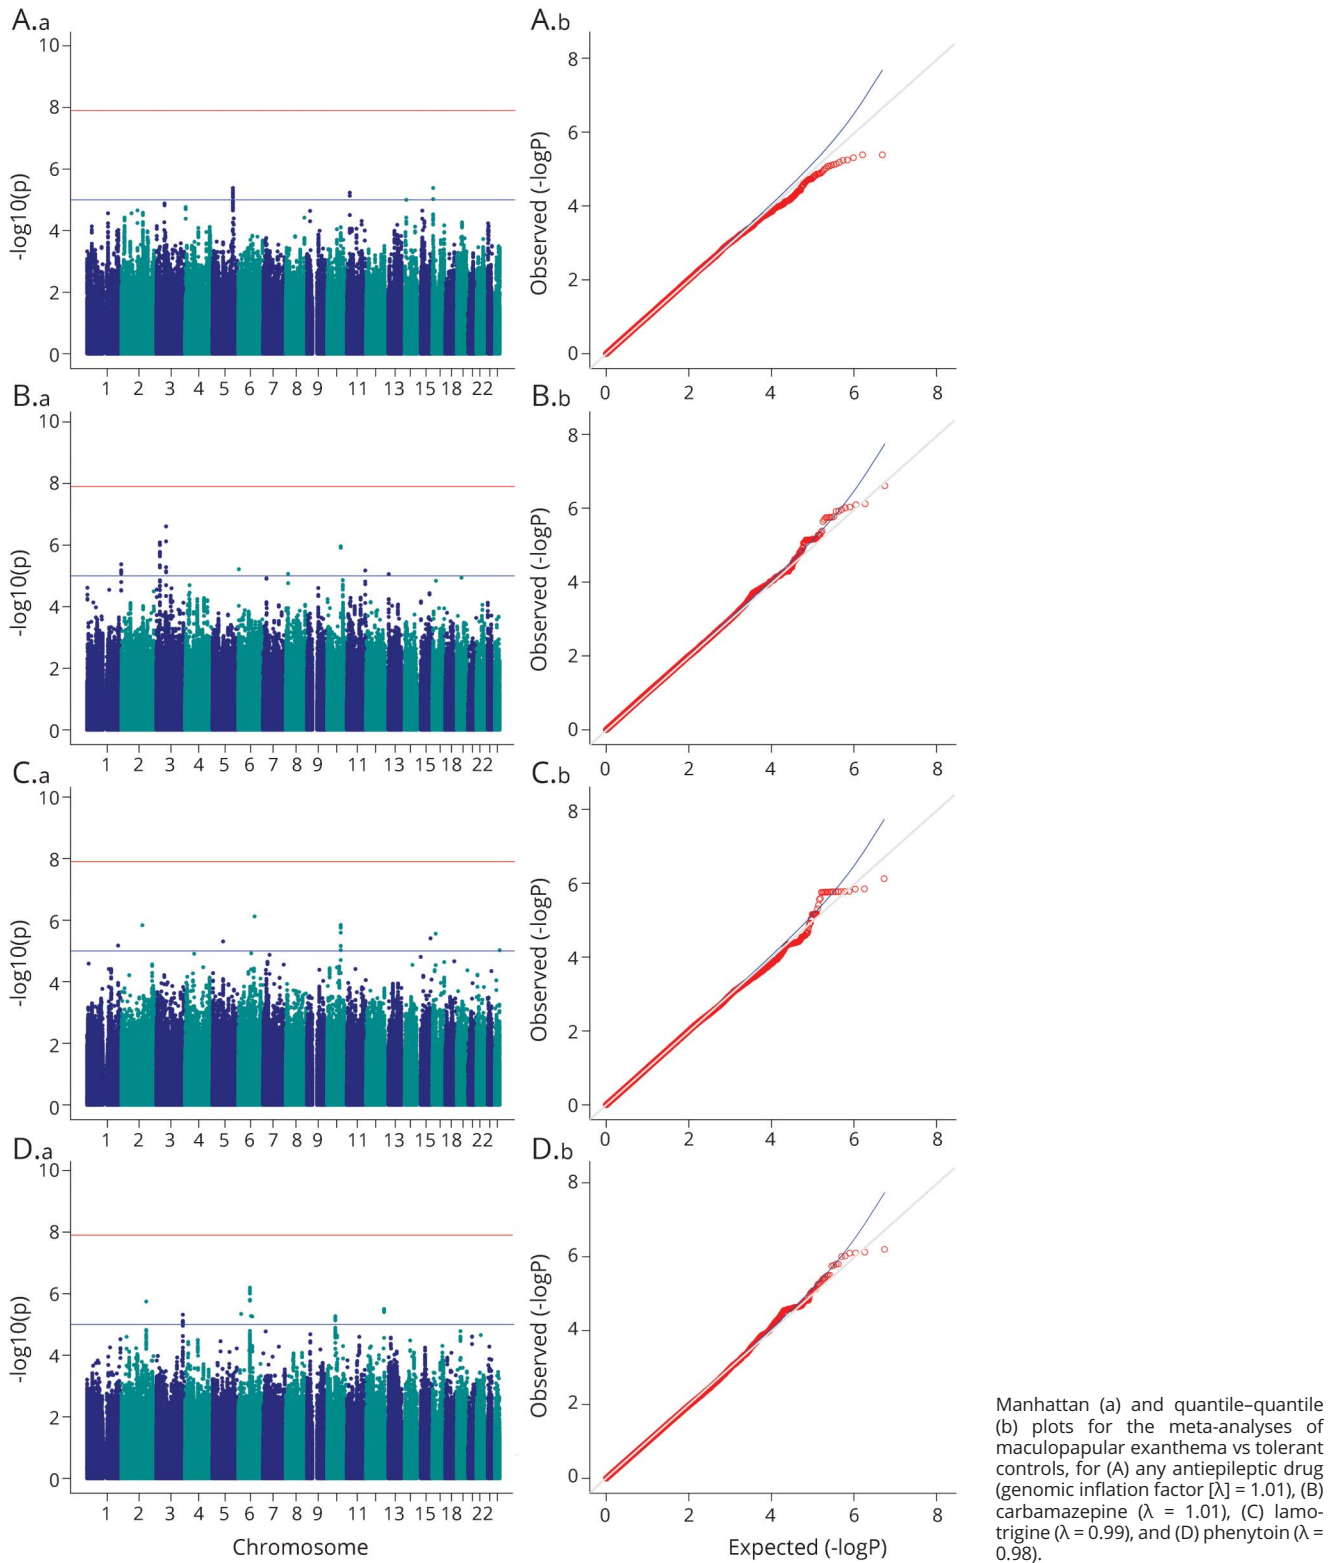 A.a
10
8
6
4
2
0
-log10(p)
1 2 3 4 5 6 7 8 9 11 13 15 18 22
A.b
8
6
4
2
0
Observed (-logP)
0 2 4 6 8
B.a
10
8
6
4
2
0
-log10(p)
1 2 3 4 5 6 7 8 9 11 13 15 18 22
B.b
8
6
4
2
0
Observed (-logP)
0 2 4 6 8
C.a
10
8
6
4
2
0
-log10(p)
1 2 3 4 5 6 7 8 9 11 13 15 18 22
C.b
8
6
4
2
0
Observed (-logP)
0 2 4 6 8
D.a
10
8
6
4
2
0
-log10(p)
1 2 3 4 5 6 7 8 9 11 13 15 18 22
Chromosome
D.b
8
6
4
2
0
Observed (-logP)
0 2 4 6 8
Expected (-logP)
Manhattan (a) and quantile–quantile
(b) plots for the meta-analyses of
maculopapular exanthema vs tolerant
controls, for (A) any antiepileptic drug
(genomic inflation factor [λ] = 1.01), (B)
carbamazepine (λ = 1.01), (C) lamo-
trigine (λ = 0.99), and (D) phenytoin (λ =
0.98).